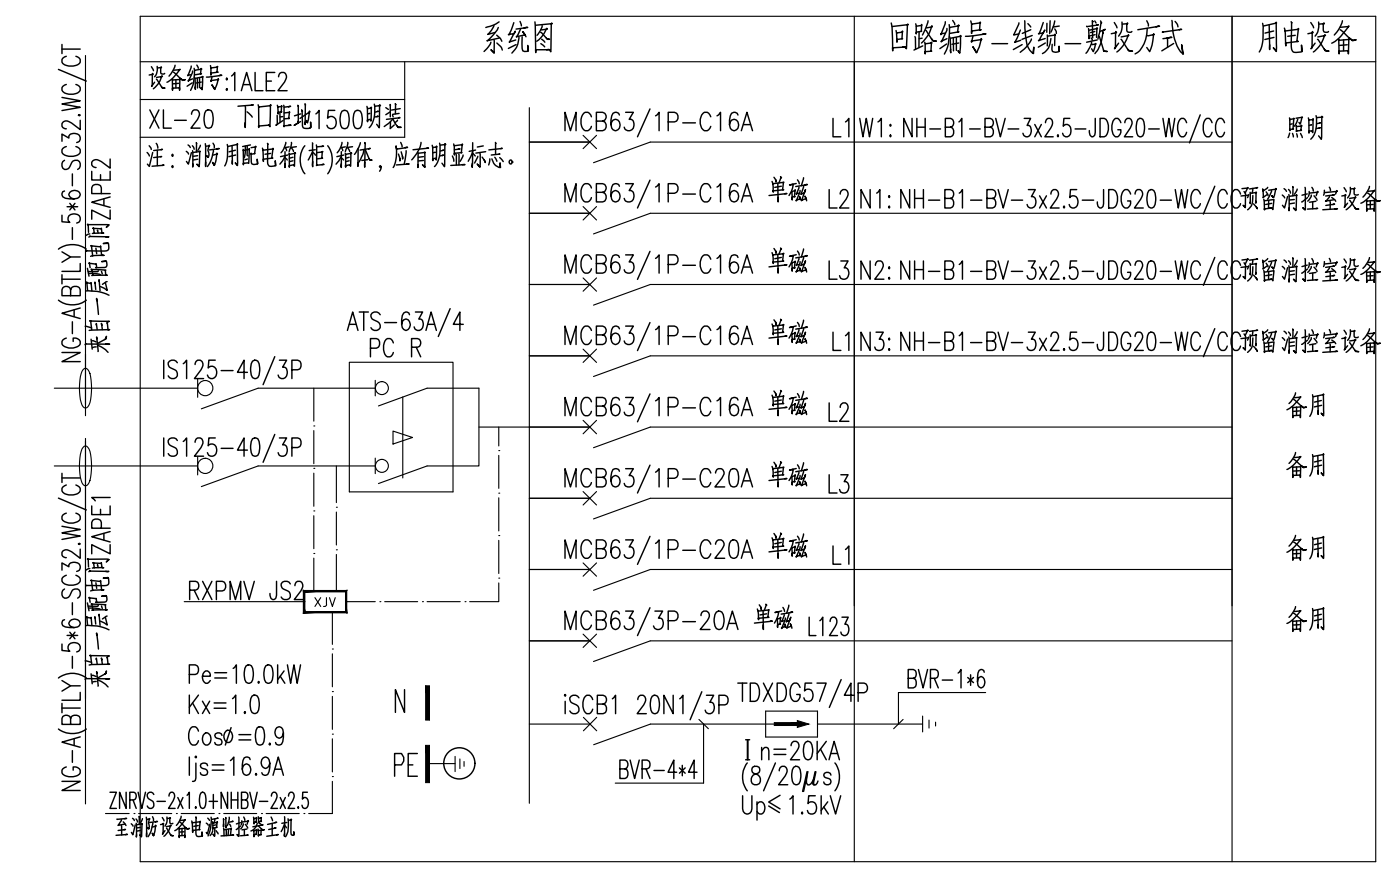 系统图
回路编号-线缆-敷设方式
用电设备
设备编号:1ALE2
XL-20 下口距地1500明装
注: 消防用配电箱(柜)箱体, 应有明显标志。
NG-A(BTLY)-5*6-SC32.WC/CT
来自一层配电间ZAPE2
NG-A(BTLY)-5*6-SC32.WC/CT
来自一层配电间ZAPE1
IS125-40/3P
IS125-40/3P
ATS-63A/4
PC R
RXPMV JS2
XJV
MCB63/1P-C16A L1 W1: NH-B1-BV-3x2.5-JDG20-WC/CC 照明
MCB63/1P-C16A 单磁 L2 N1: NH-B1-BV-3x2.5-JDG20-WC/CC 预留消控室设备
MCB63/1P-C16A 单磁 L3 N2: NH-B1-BV-3x2.5-JDG20-WC/CC 预留消控室设备
MCB63/1P-C16A 单磁 L1 N3: NH-B1-BV-3x2.5-JDG20-WC/CC 预留消控室设备
MCB63/1P-C16A 单磁 L2 备用
MCB63/1P-C20A 单磁 L3 备用
MCB63/1P-C20A 单磁 L1 备用
MCB63/3P-20A 单磁 L123 备用
iSCB1 20N1/3P
TDXDG57/4P
BVR-1*6
BVR-4*4
In=20KA
(8/20μs)
Up≤1.5kV
Pe=10.0kW
Kx=1.0
CosØ=0.9
Ijs=16.9A
N
PE
ZNRVS-2x1.0+NHBV-2x2.5
至消防设备电源监控器主机